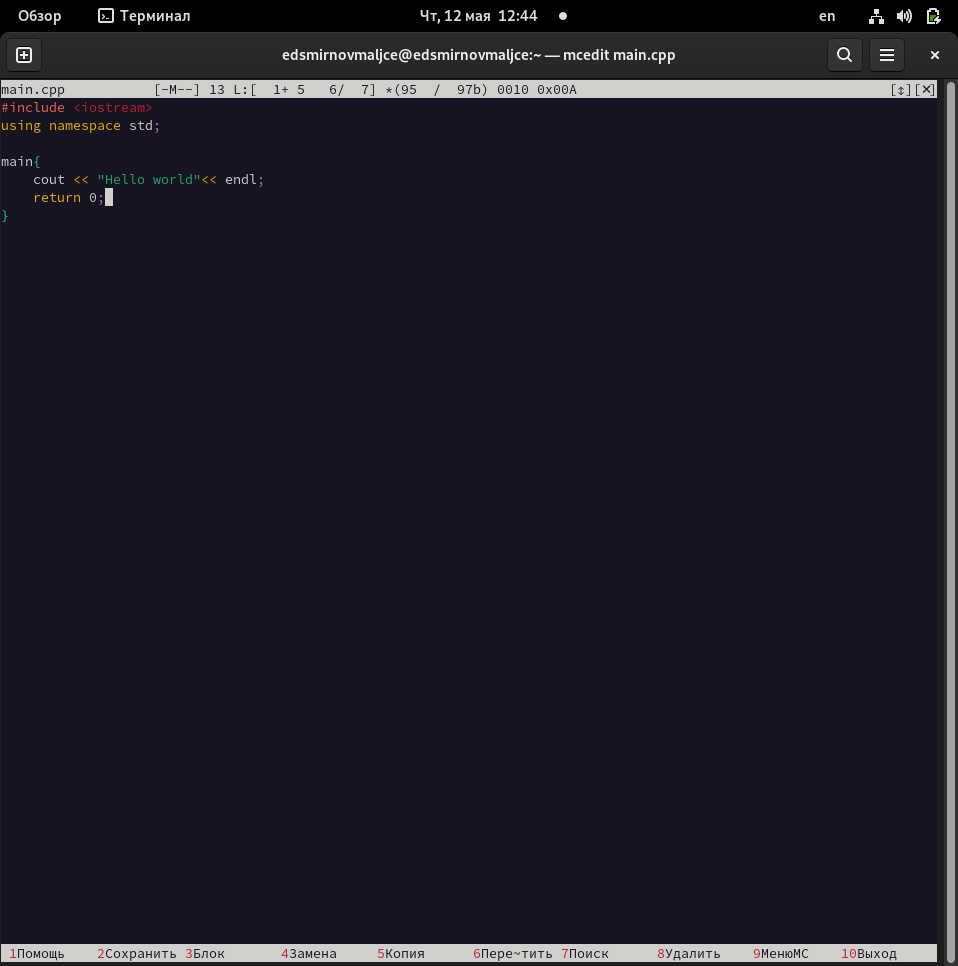 Обзор Терминал Чт, 12 мая 12:44 en
edsmirnovmaljce@edsmirnovmaljce:~ — mcedit main.cpp
main.cpp [-M--] 13 L:[ 1+ 5 6/ 7] *(95 / 97b) 0010 0x00A [↕][X]
#include <iostream>
using namespace std;
main{
cout << "Hello world"<< endl;
return 0;
}
1Помощь 2Сохранить 3Блок 4Замена 5Копия 6Пере~тить 7Поиск 8Удалить 9МенюMC 10Выход